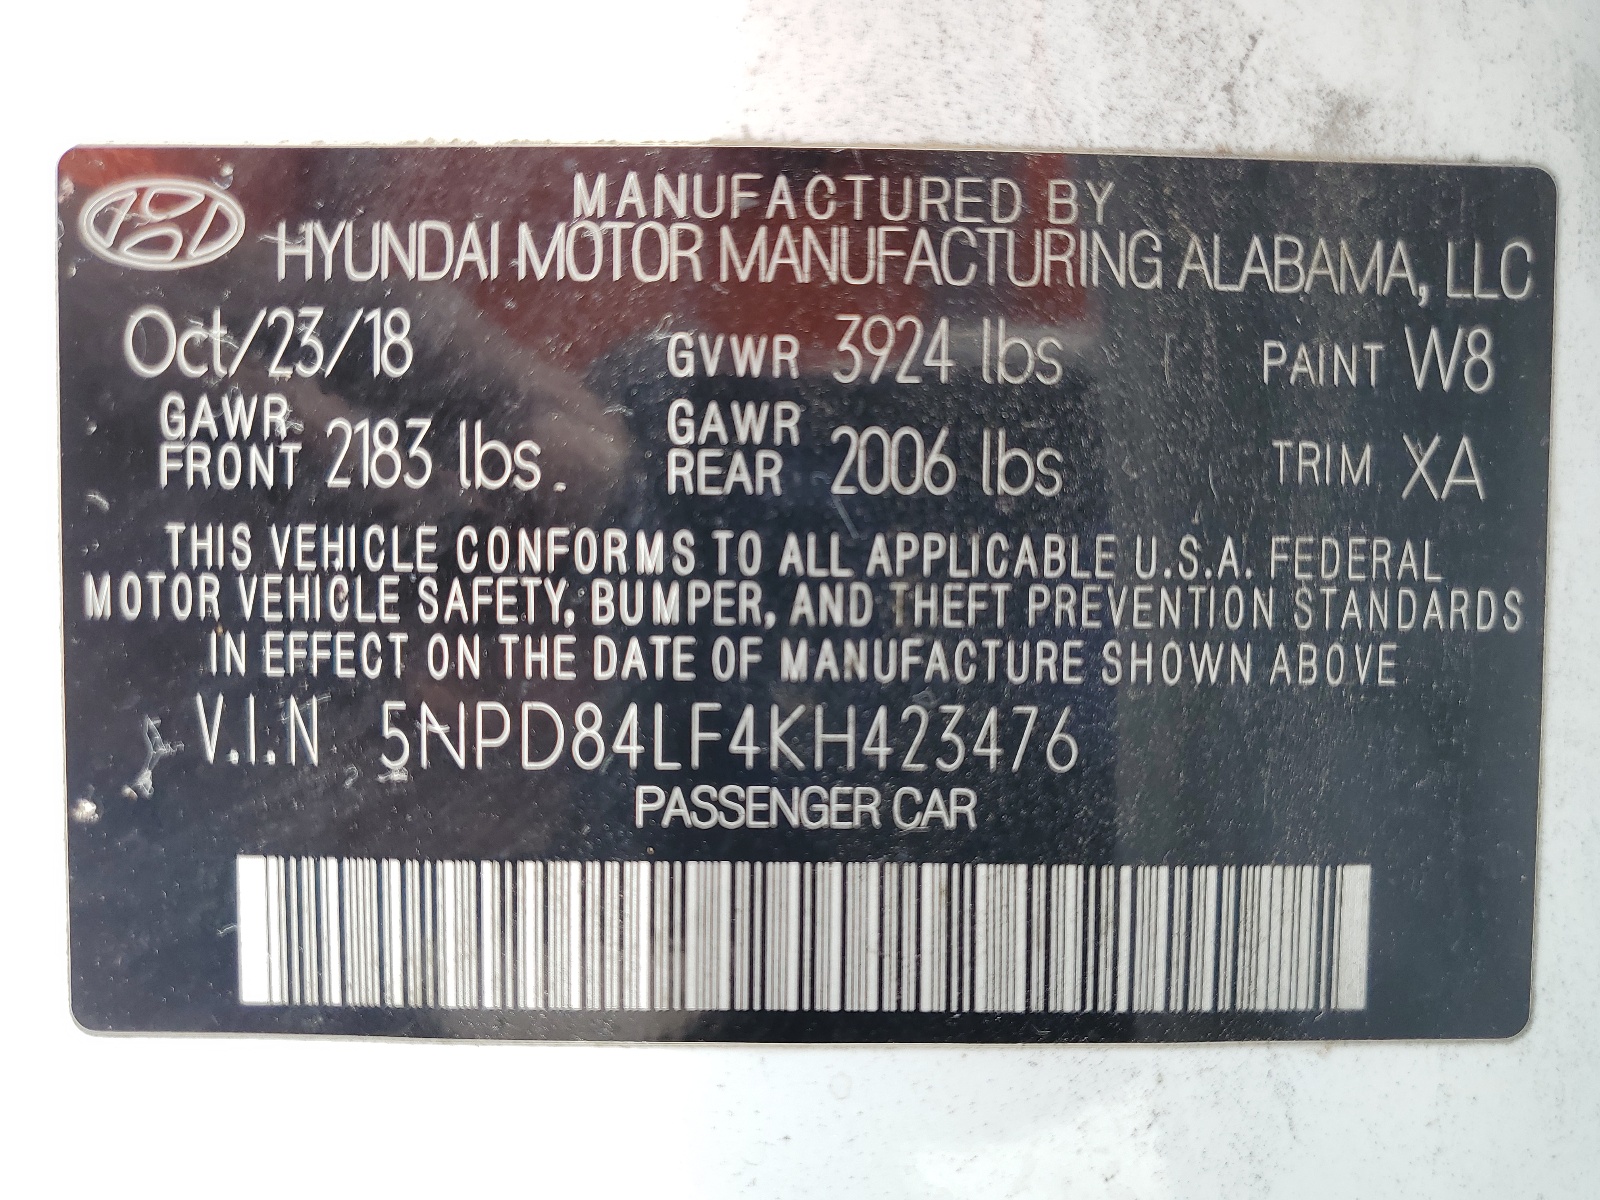 MANUFACTURED BY
HYUNDAI MOTOR MANUFACTURING ALABAMA, LLC
Oct/23/18 GVWR 3924 lbs PAINT W8
GAWR FRONT 2183 lbs. GAWR REAR 2006 lbs TRIM XA
THIS VEHICLE CONFORMS TO ALL APPLICABLE U.S.A. FEDERAL
MOTOR VEHICLE SAFETY, BUMPER, AND THEFT PREVENTION STANDARDS
IN EFFECT ON THE DATE OF MANUFACTURE SHOWN ABOVE
V.I.N 5NPD84LF4KH423476
PASSENGER CAR